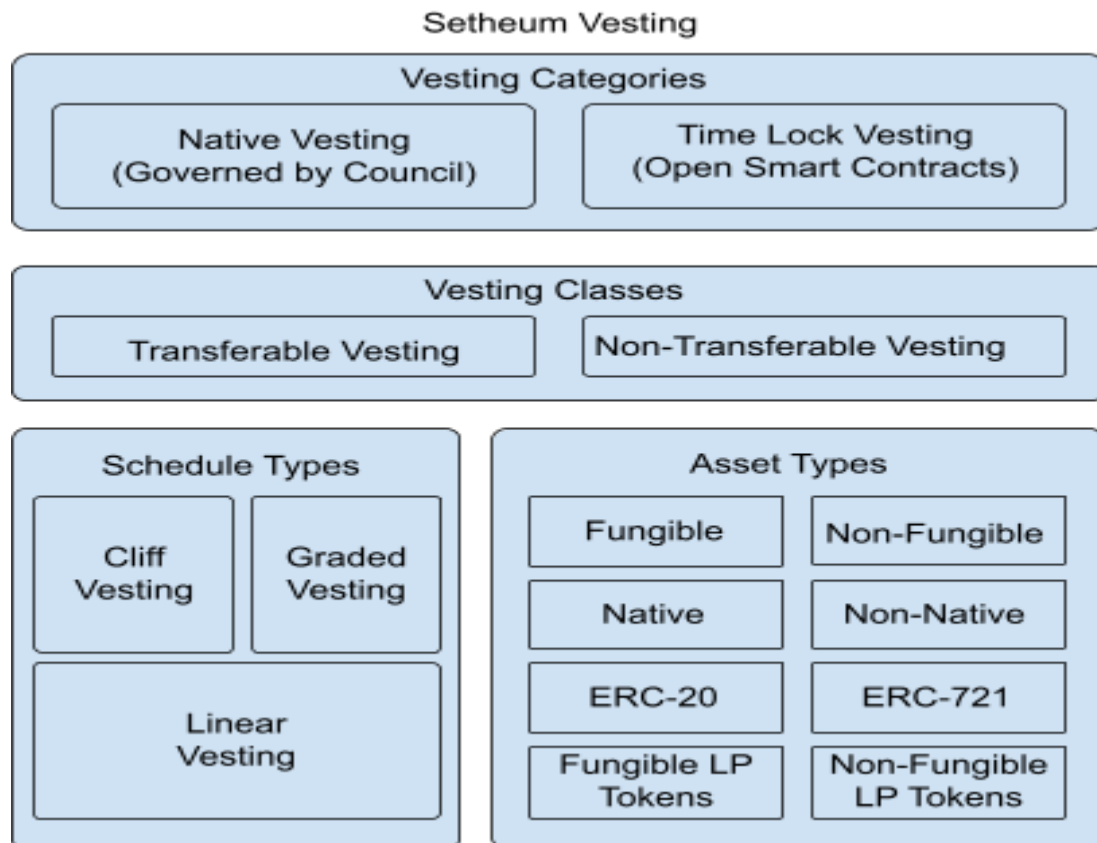 Setheum Vesting
Vesting Categories
Native Vesting
(Governed by Council)
Time Lock Vesting
(Open Smart Contracts)
Vesting Classes
Transferable Vesting
Non-Transferable Vesting
Schedule Types
Cliff
Vesting
Graded
Vesting
Linear
Vesting
Asset Types
Fungible
Non-Fungible
Native
Non-Native
ERC-20
ERC-721
Fungible LP
Tokens
Non-Fungible
LP Tokens